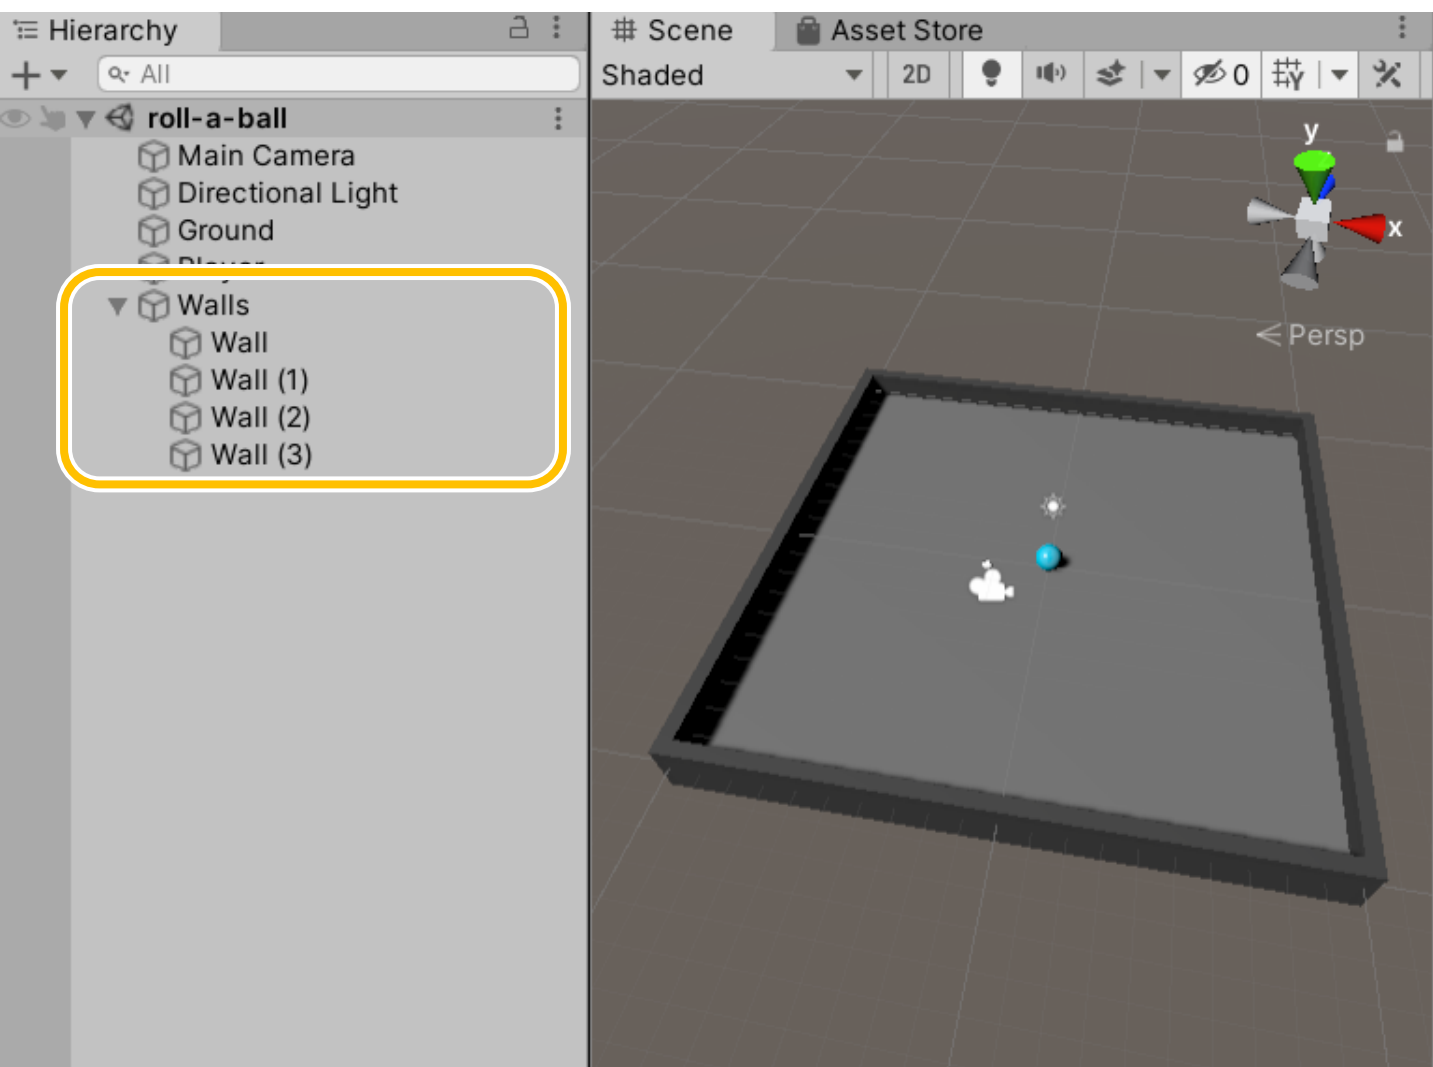 Hierarchy
All
roll-a-ball
Main Camera
Directional Light
Ground
Player
Walls
Wall
Wall (1)
Wall (2)
Wall (3)
Scene
Asset Store
Shaded
2D
0
y
x
Persp